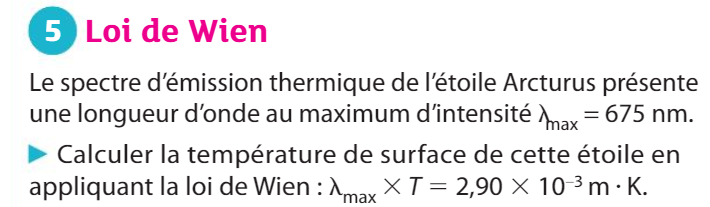 5 Loi de Wien
Le spectre d’émission thermique de l’étoile Arcturus présente
une longueur d’onde au maximum d’intensité λmax = 675 nm.
► Calculer la température de surface de cette étoile en
appliquant la loi de Wien : λmax × T = 2,90 × 10⁻³ m · K.